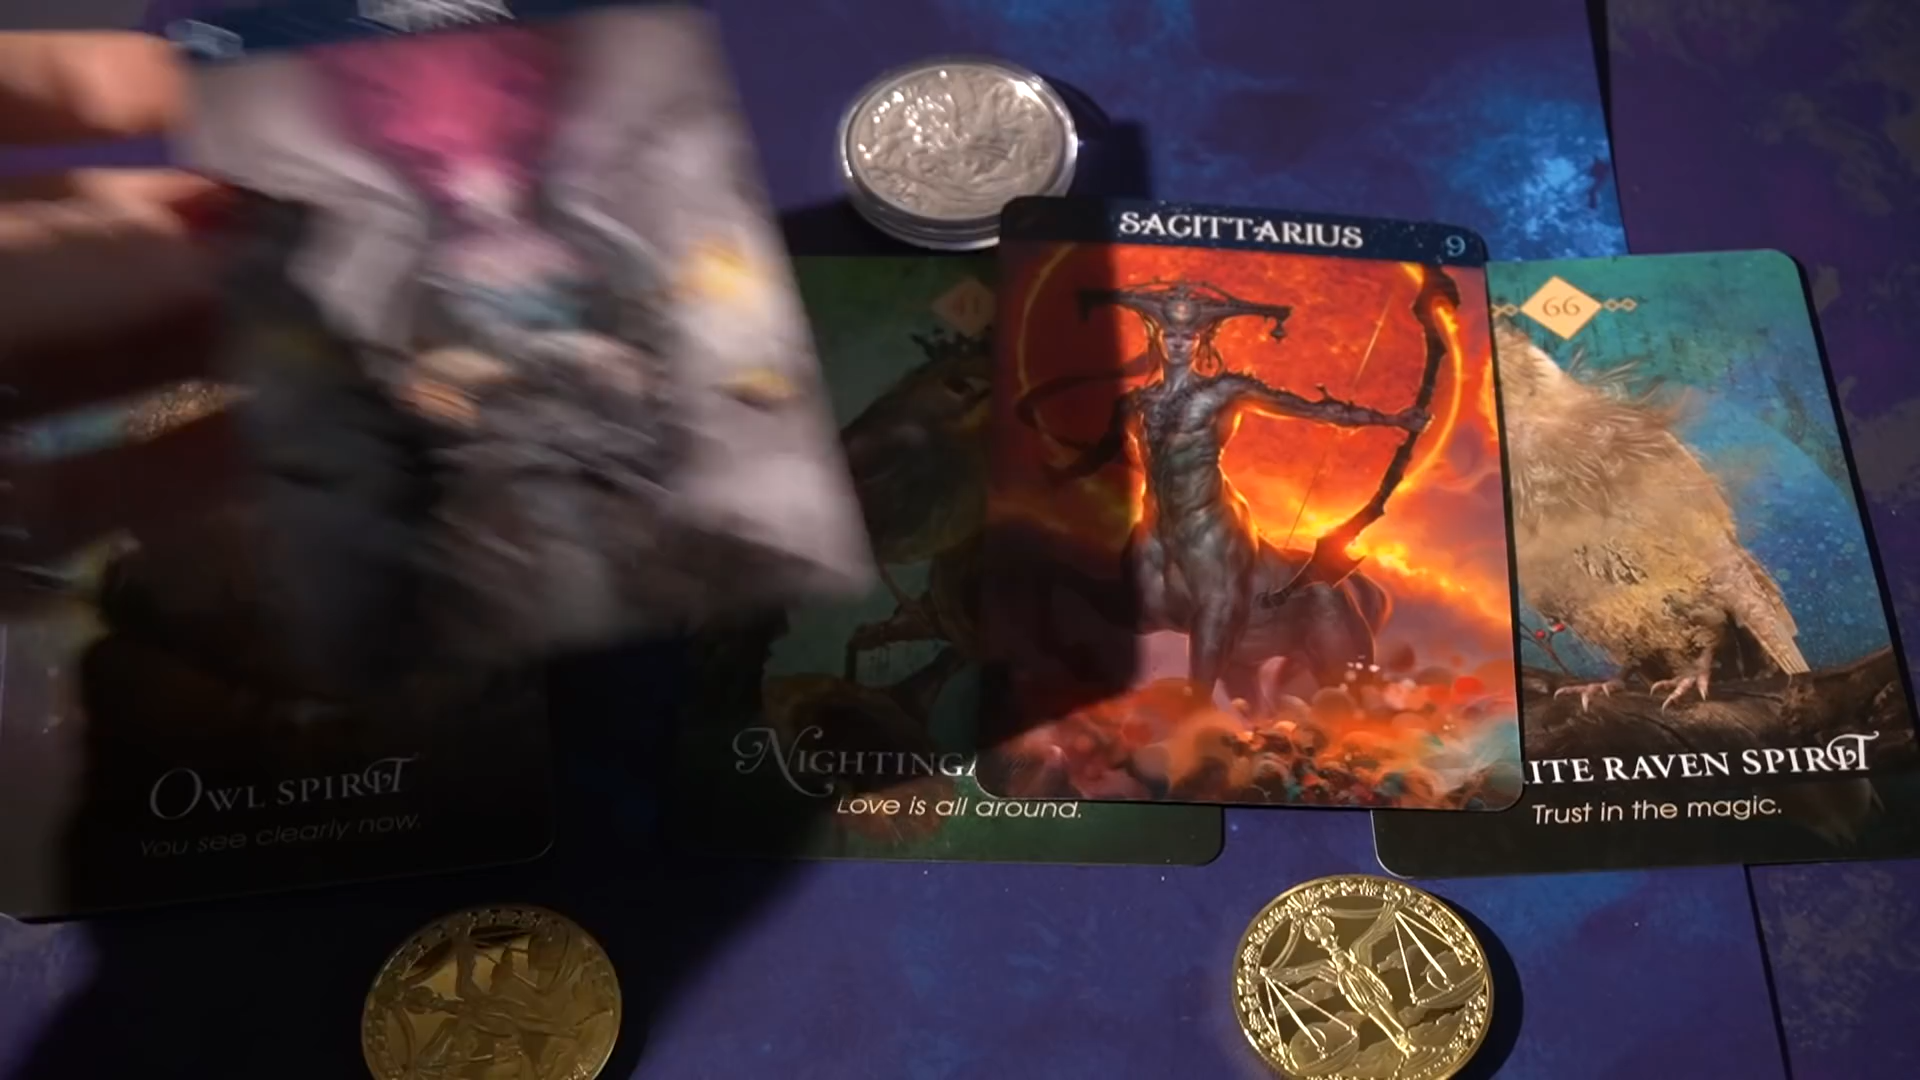 SAGITTARIUS
9
66
OWL SPIRIT
You see clearly now.
NIGHTINGA
Love is all around.
ITE RAVEN SPIRIT
Trust in the magic.